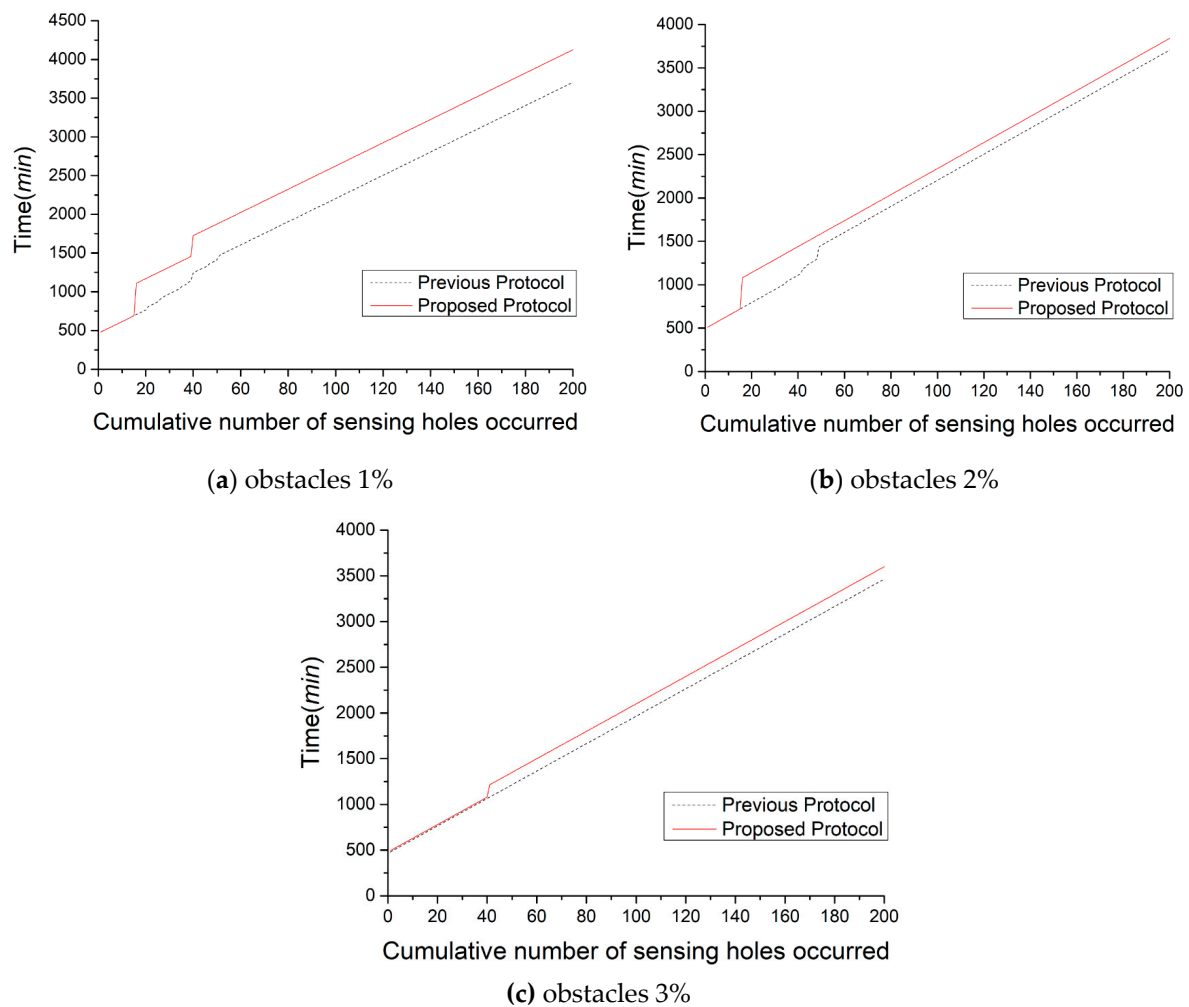 4500
4000
3500
3000
2500
2000
1500
1000
500
0
Time(min)
Previous Protocol
Proposed Protocol
0 20 40 60 80 100 120 140 160 180 200
Cumulative number of sensing holes occurred
(a) obstacles 1%
4000
3500
3000
2500
2000
1500
1000
500
0
Time(min)
Previous Protocol
Proposed Protocol
0 20 40 60 80 100 120 140 160 180 200
Cumulative number of sensing holes occurred
(b) obstacles 2%
4000
3500
3000
2500
2000
1500
1000
500
0
Time(min)
Previous Protocol
Proposed Protocol
0 20 40 60 80 100 120 140 160 180 200
Cumulative number of sensing holes occurred
(c) obstacles 3%